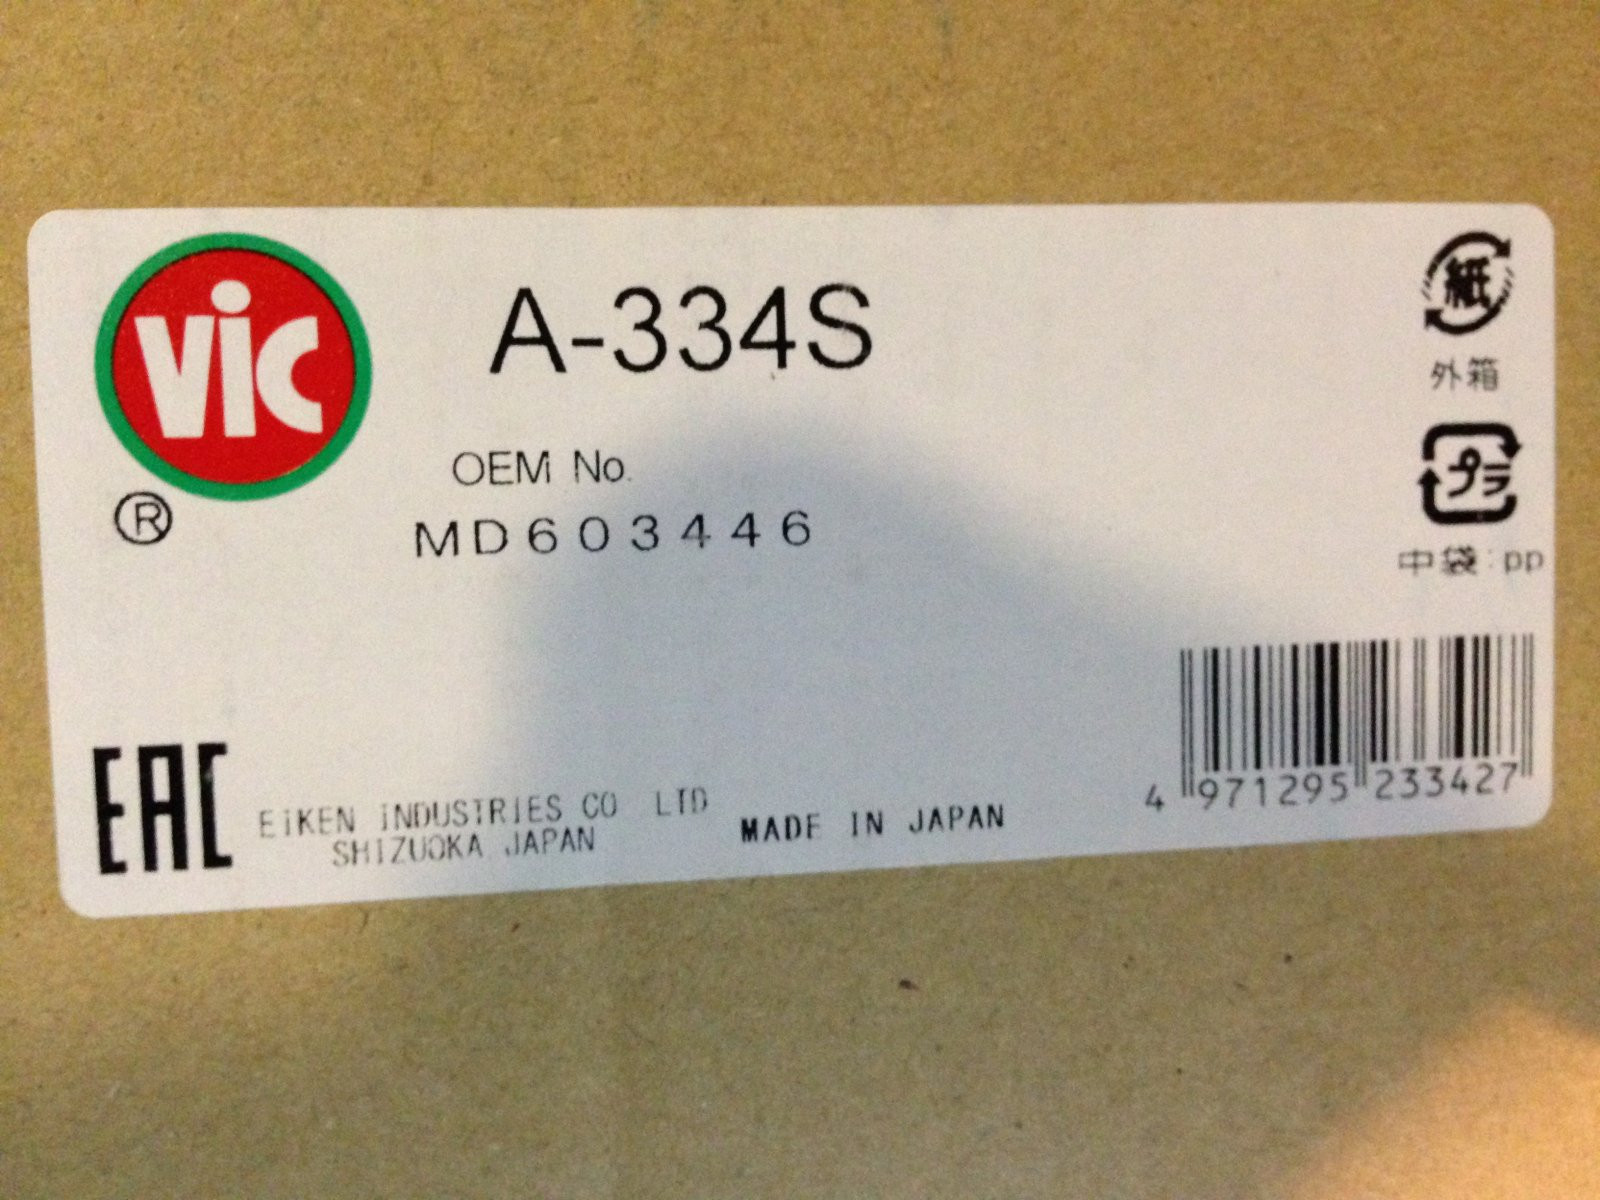 vic
®
A-334S
OEM No.
MD603446
紙
外箱
プラ
中袋:pp
EAC
EiKEN iNDUSTRIES CO LTD
SHIZUOKA JAPAN
MADE IN JAPAN
4 971295 233427